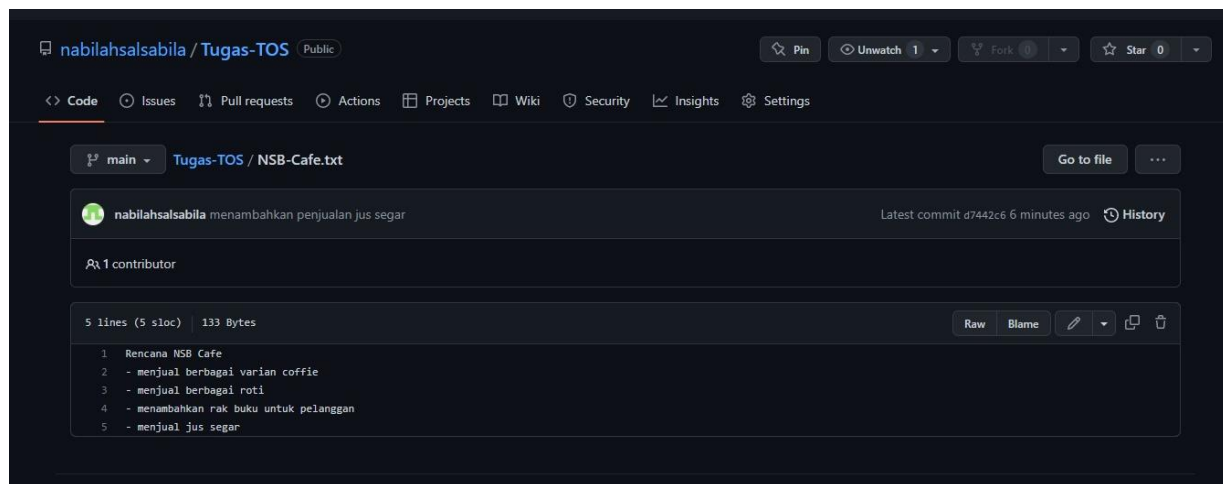 nabilahsalsabila / Tugas-TOS Public
Pin Unwatch 1 Fork 0 Star 0
Code Issues Pull requests Actions Projects Wiki Security Insights Settings
main Tugas-TOS / NSB-Cafe.txt Go to file ...
nabilahsalsabila menambahkan penjualan jus segar Latest commit d7442c6 6 minutes ago History
1 contributor
5 lines (5 sloc) 133 Bytes Raw Blame
1 Rencana NSB Cafe
2 - menjual berbagai varian coffie
3 - menjual berbagai roti
4 - menambahkan rak buku untuk pelanggan
5 - menjual jus segar